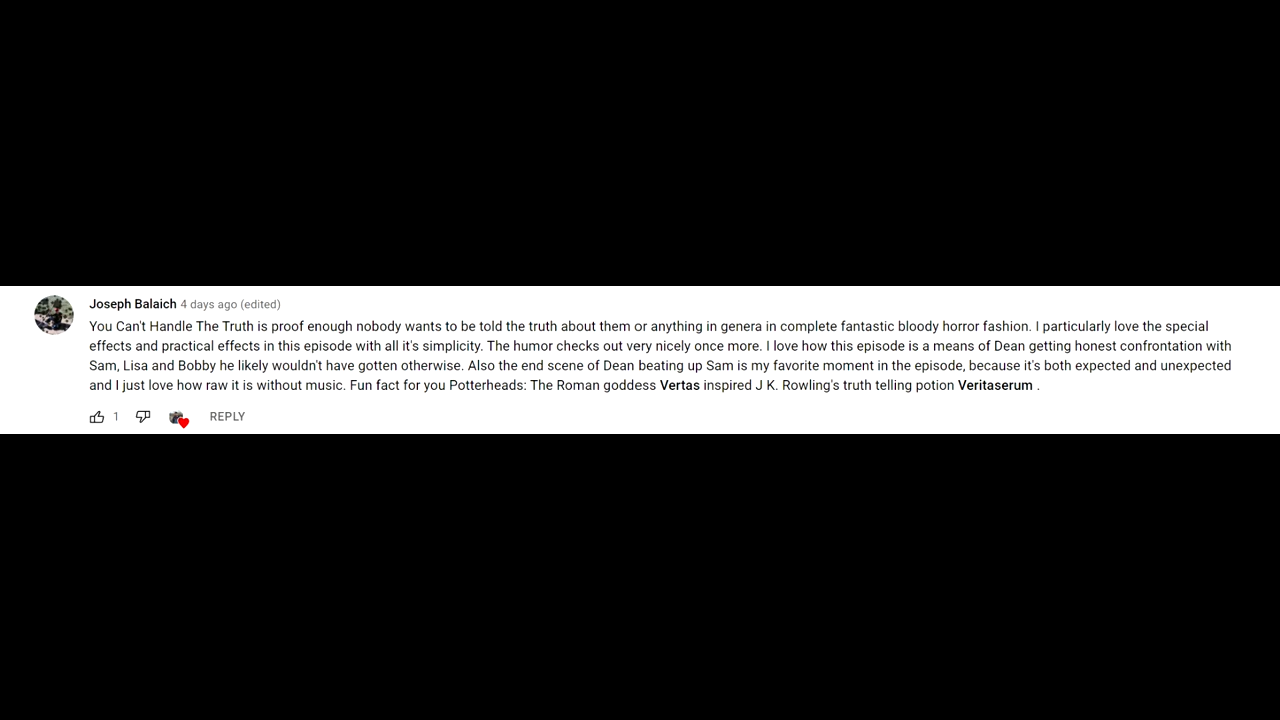 Joseph Balaich 4 days ago (edited)
You Can't Handle The Truth is proof enough nobody wants to be told the truth about them or anything in genera in complete fantastic bloody horror fashion. I particularly love the special
effects and practical effects in this episode with all it's simplicity. The humor checks out very nicely once more. I love how this episode is a means of Dean getting honest confrontation with
Sam, Lisa and Bobby he likely wouldn't have gotten otherwise. Also the end scene of Dean beating up Sam is my favorite moment in the episode, because it's both expected and unexpected
and I just love how raw it is without music. Fun fact for you Potterheads: The Roman goddess Vertas inspired J K. Rowling's truth telling potion Veritaserum .
1 REPLY